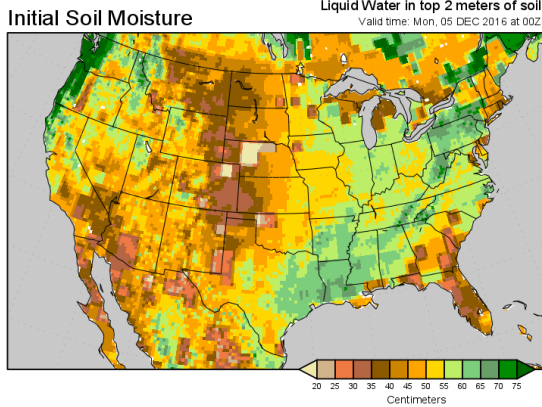 Initial Soil Moisture
Liquid Water in top 2 meters of soil
Valid time: Mon, 05 DEC 2016 at 00Z
20 25 30 35 40 45 50 55 60 65 70 75
Centimeters